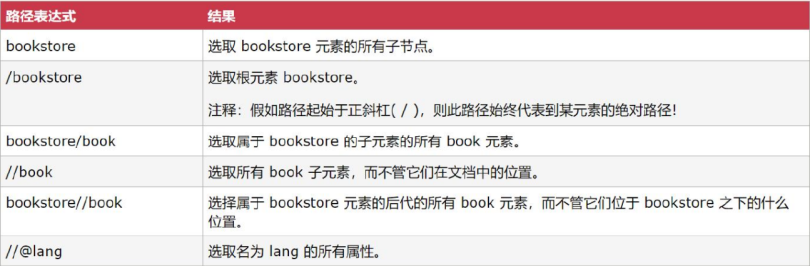 路径表达式 结果
bookstore 选取 bookstore 元素的所有子节点。
/bookstore 选取根元素 bookstore。
注释：假如路径起始于正斜杠( / )，则此路径始终代表到某元素的绝对路径！
bookstore/book 选取属于 bookstore 的子元素的所有 book 元素。
//book 选取所有 book 子元素，而不管它们在文档中的位置。
bookstore//book 选择属于 bookstore 元素的后代的所有 book 元素，而不管它们位于 bookstore 之下的什么
位置。
//@lang 选取名为 lang 的所有属性。